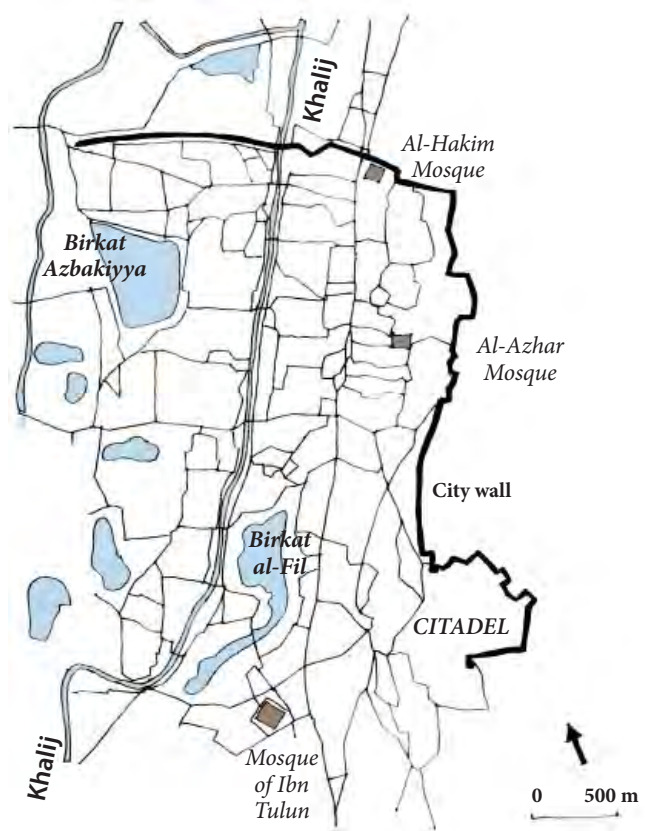 Khalij
Al-Hakim
Mosque
Birkat
Azbakiyya
Al-Azhar
Mosque
City wall
Birkat
al-Fil
CITADEL
Khalij
Mosque
of Ibn
Tulun
0 500 m